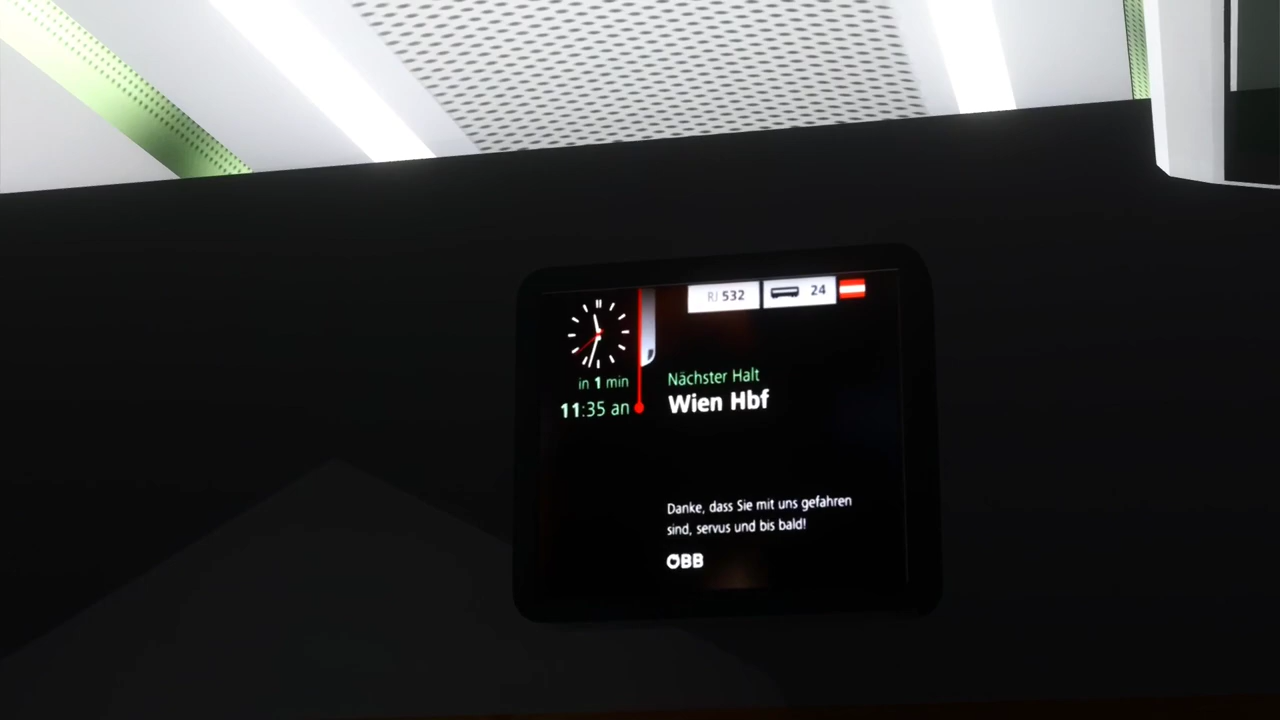 RJ 532 24
in 1 min
Nächster Halt
11:35 an
Wien Hbf
Danke, dass Sie mit uns gefahren
sind, servus und bis bald!
ÖBB